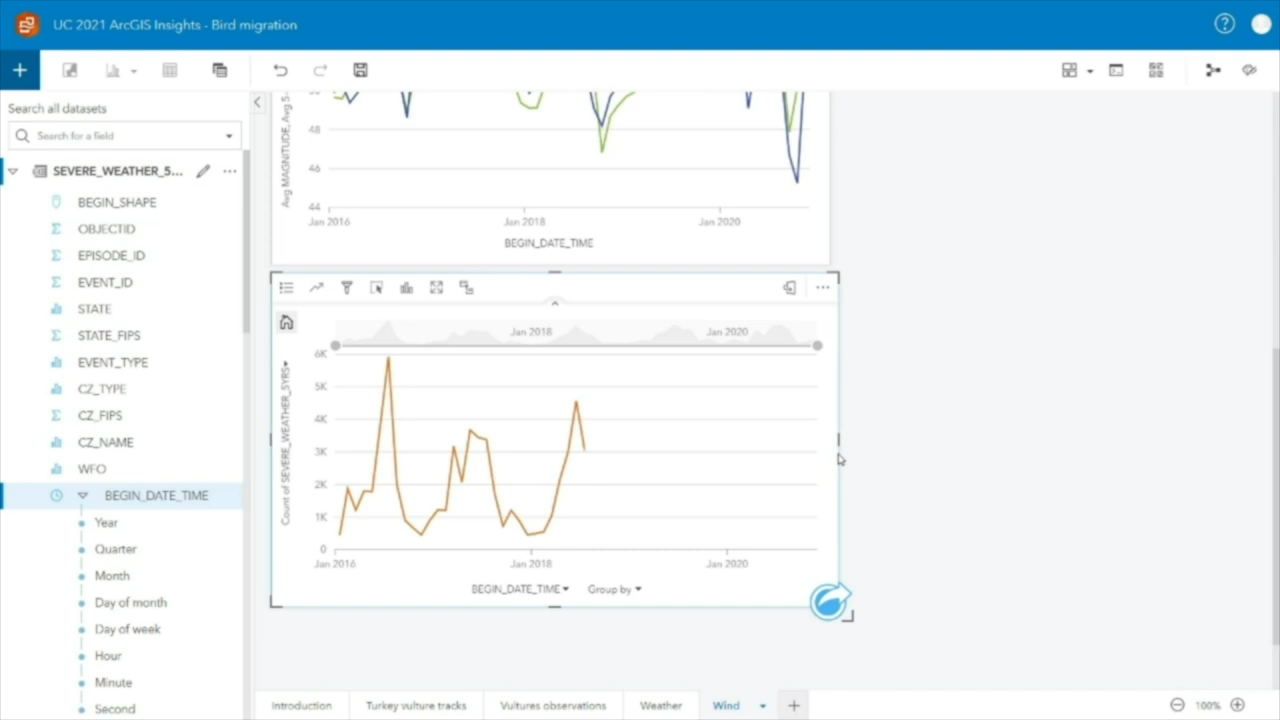 UC 2021 ArcGIS Insights - Bird migration
Search all datasets
Search for a field
SEVERE_WEATHER_5...
BEGIN_SHAPE
OBJECTID
EPISODE_ID
EVENT_ID
STATE
STATE_FIPS
EVENT_TYPE
CZ_TYPE
CZ_FIPS
CZ_NAME
WFO
BEGIN_DATE_TIME
Year
Quarter
Month
Day of month
Day of week
Hour
Minute
Second
Avg MAGNITUDE, Avg 5-
48
46
44
Jan 2016 Jan 2018 Jan 2020
BEGIN_DATE_TIME
Jan 2018 Jan 2020
Count of SEVERE_WEATHER_5YRS
6K
5K
4K
3K
2K
1K
0
Jan 2016 Jan 2018 Jan 2020
BEGIN_DATE_TIME Group by
Introduction Turkey vulture tracks Vultures observations Weather Wind
100%